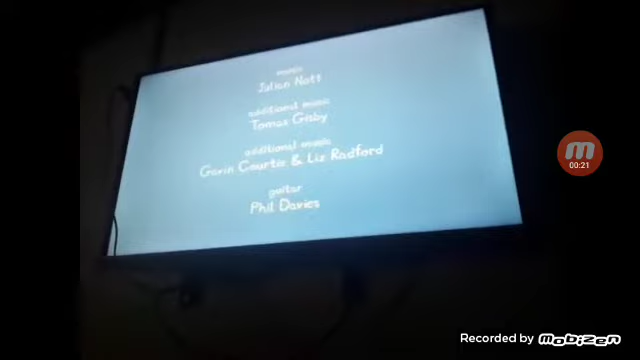 music
Julian Nott
additional music
Tomas Gisby
additional music
Gavin Courtie & Liz Radford
guitar
Phil Davies
00:21
Recorded by mobizen